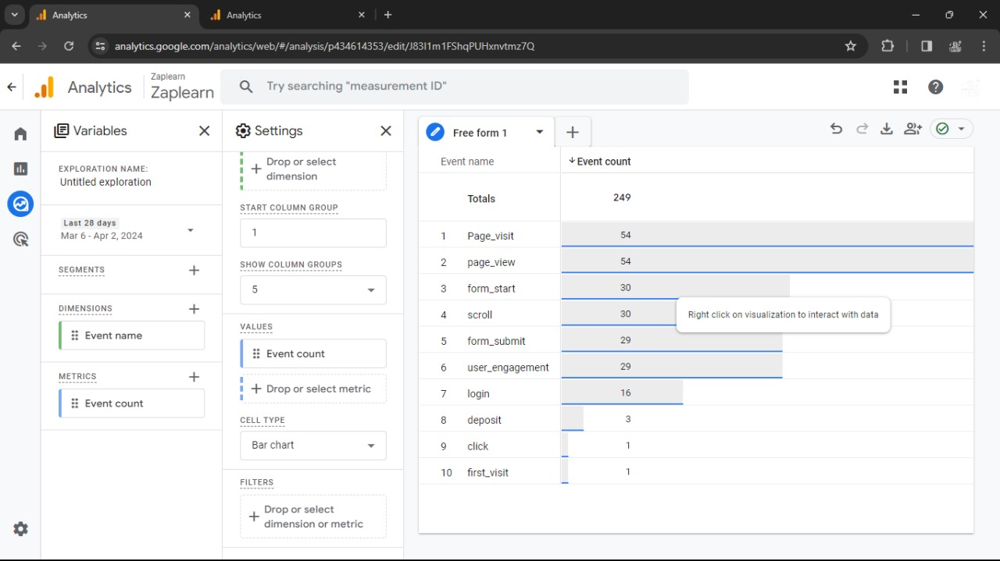 Analytics
Analytics
analytics.google.com/analytics/web/#/analysis/p434614353/edit/J83I1m1FShqPUHxnvtmz7Q
Analytics
Zaplearn
Zaplearn
Try searching "measurement ID"
Variables
EXPLORATION NAME:
Untitled exploration
Last 28 days
Mar 6 - Apr 2, 2024
SEGMENTS
DIMENSIONS
Event name
METRICS
Event count
Settings
Drop or select
dimension
START COLUMN GROUP
1
SHOW COLUMN GROUPS
5
VALUES
Event count
Drop or select metric
CELL TYPE
Bar chart
FILTERS
Drop or select
dimension or metric
Free form 1
Event name Event count
Totals 249
1 Page_visit 54
2 page_view 54
3 form_start 30
4 scroll 30
Right click on visualization to interact with data
5 form_submit 29
6 user_engagement 29
7 login 16
8 deposit 3
9 click 1
10 first_visit 1